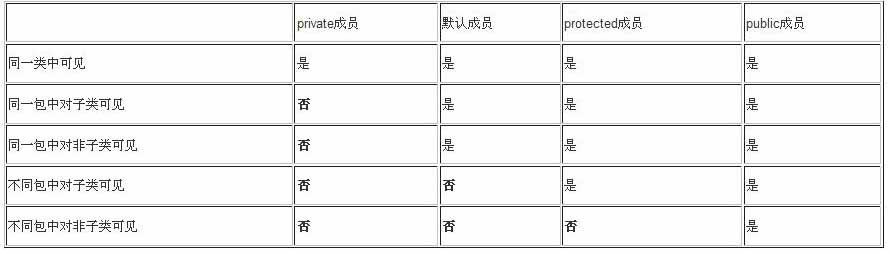 private成员 默认成员 protected成员 public成员
同一类中可见 是 是 是 是
同一包中对子类可见 否 是 是 是
同一包中对非子类可见 否 是 是 是
不同包中对子类可见 否 否 是 是
不同包中对非子类可见 否 否 否 是